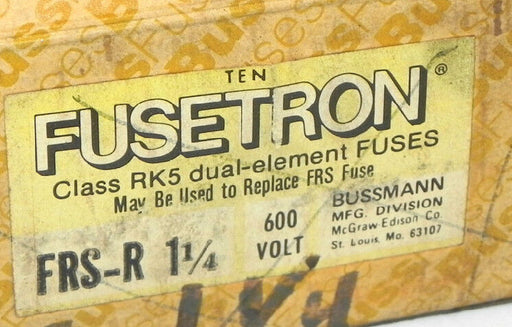 TEN
FUSETRON®
Class RK5 dual-element FUSES
May Be Used to Replace FRS Fuse
FRS-R 1¼
600
VOLT
BUSSMANN
MFG. DIVISION
McGraw-Edison Co.
St. Louis, Mo. 63107